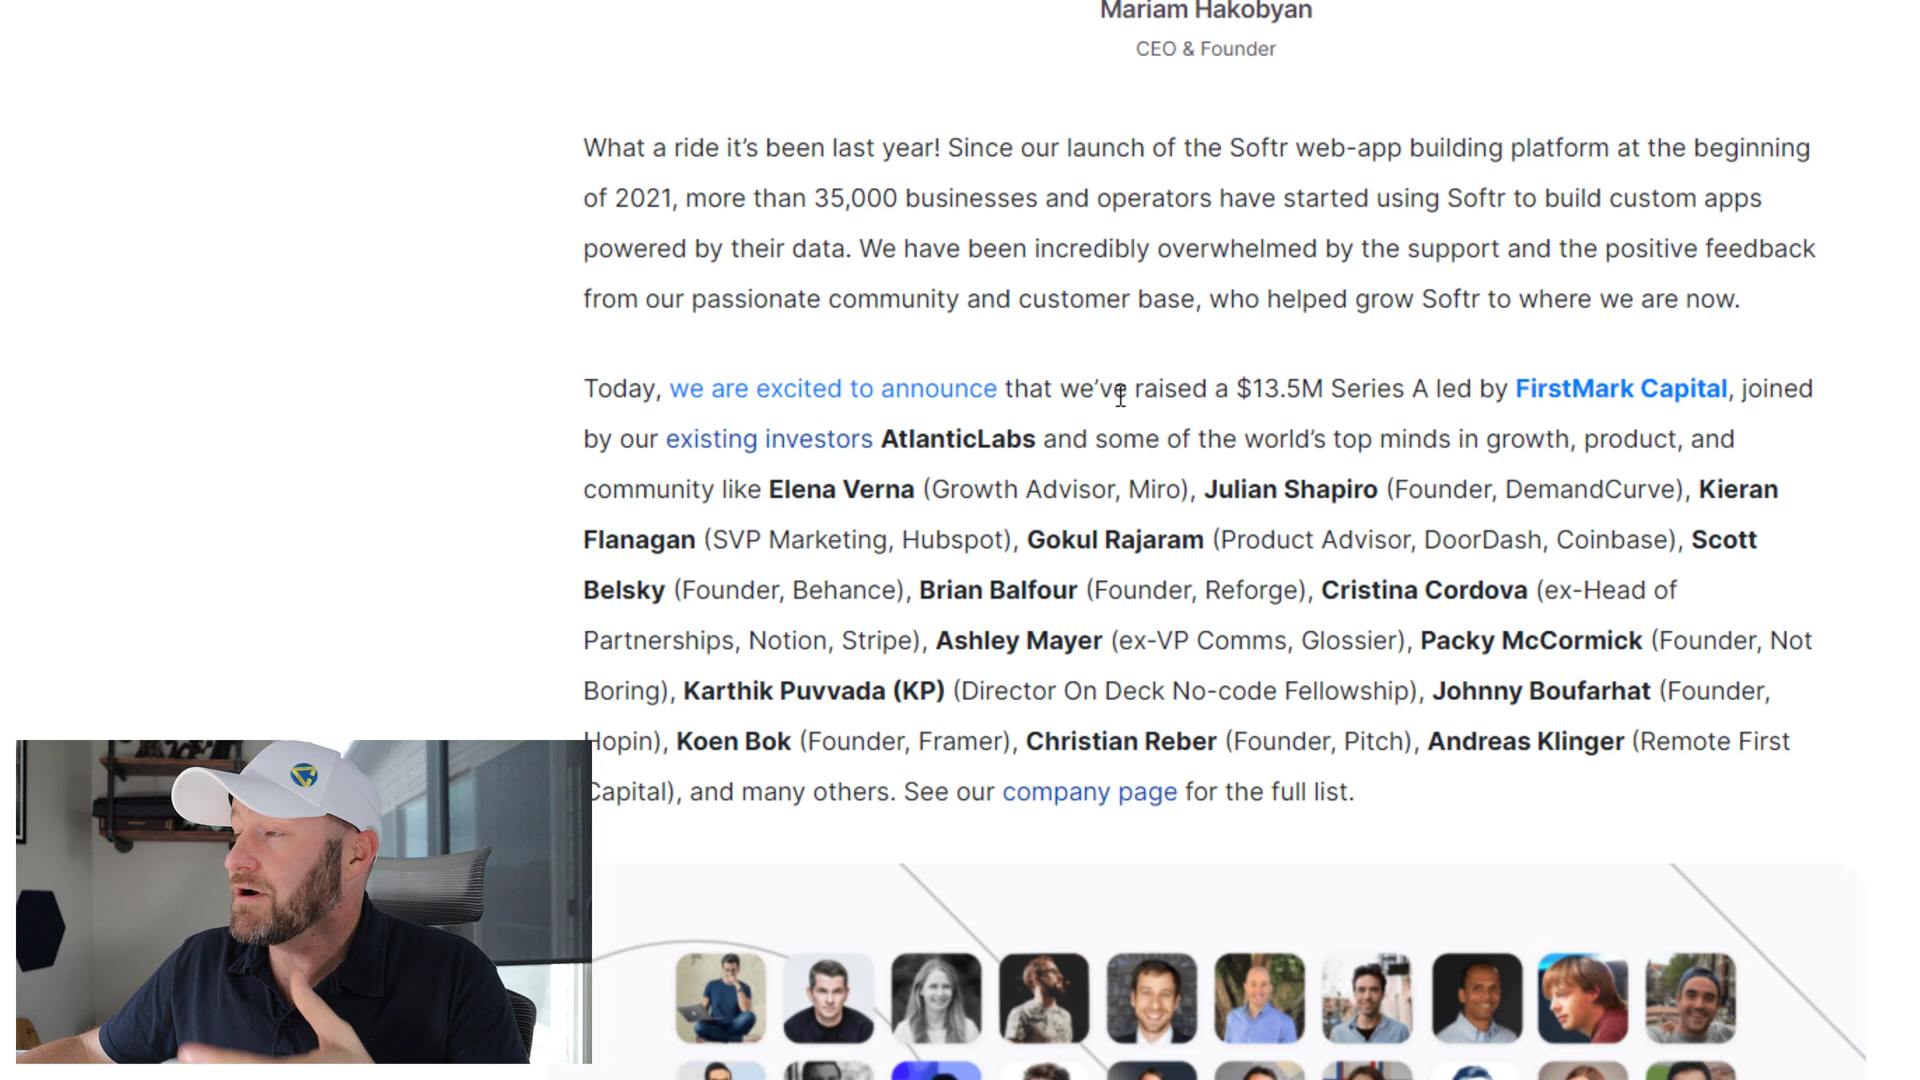 Mariam Hakobyan
CEO & Founder
What a ride it’s been last year! Since our launch of the Softr web-app building platform at the beginning
of 2021, more than 35,000 businesses and operators have started using Softr to build custom apps
powered by their data. We have been incredibly overwhelmed by the support and the positive feedback
from our passionate community and customer base, who helped grow Softr to where we are now.
Today, we are excited to announce that we’ve raised a $13.5M Series A led by FirstMark Capital, joined
by our existing investors AtlanticLabs and some of the world’s top minds in growth, product, and
community like Elena Verna (Growth Advisor, Miro), Julian Shapiro (Founder, DemandCurve), Kieran
Flanagan (SVP Marketing, Hubspot), Gokul Rajaram (Product Advisor, DoorDash, Coinbase), Scott
Belsky (Founder, Behance), Brian Balfour (Founder, Reforge), Cristina Cordova (ex-Head of
Partnerships, Notion, Stripe), Ashley Mayer (ex-VP Comms, Glossier), Packy McCormick (Founder, Not
Boring), Karthik Puvvada (KP) (Director On Deck No-code Fellowship), Johnny Boufarhat (Founder,
Hopin), Koen Bok (Founder, Framer), Christian Reber (Founder, Pitch), Andreas Klinger (Remote First
Capital), and many others. See our company page for the full list.